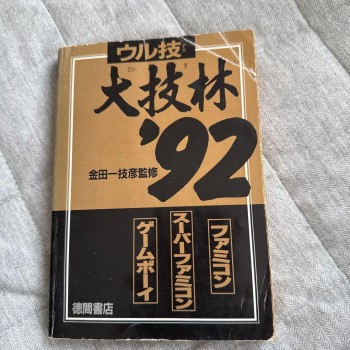 ウル技
大技林
'92
金田一技彦監修
ファミコン
スーパーファミコン
ゲームボーイ
徳間書店